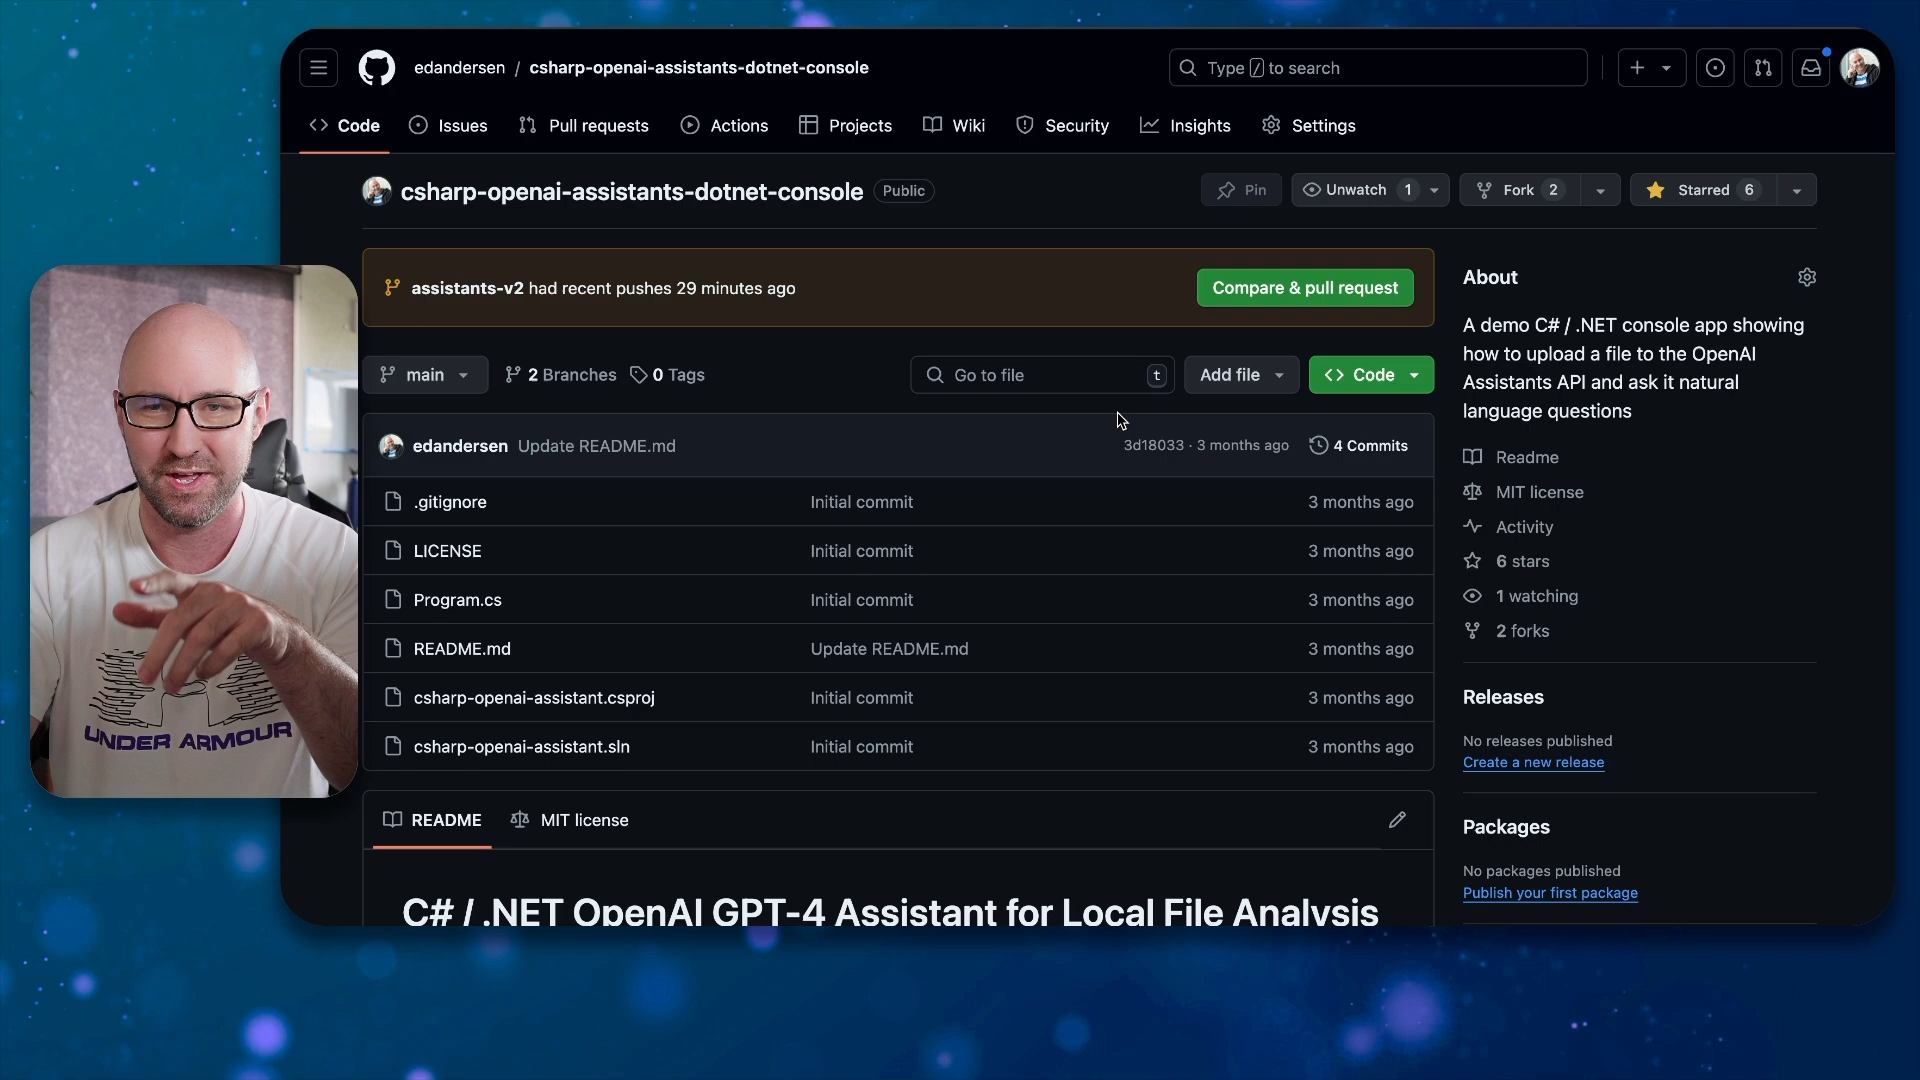 edandersen / csharp-openai-assistants-dotnet-console
Type / to search
Code Issues Pull requests Actions Projects Wiki Security Insights Settings
csharp-openai-assistants-dotnet-console Public
Pin Unwatch 1 Fork 2 Starred 6
assistants-v2 had recent pushes 29 minutes ago
Compare & pull request
main 2 Branches 0 Tags
Go to file t Add file Code
edandersen Update README.md 3d18033 · 3 months ago 4 Commits
.gitignore Initial commit 3 months ago
LICENSE Initial commit 3 months ago
Program.cs Initial commit 3 months ago
README.md Update README.md 3 months ago
csharp-openai-assistant.csproj Initial commit 3 months ago
csharp-openai-assistant.sln Initial commit 3 months ago
README MIT license
C# / .NET OpenAI GPT-4 Assistant for Local File Analysis
About
A demo C# / .NET console app showing
how to upload a file to the OpenAI
Assistants API and ask it natural
language questions
Readme
MIT license
Activity
6 stars
1 watching
2 forks
Releases
No releases published
Create a new release
Packages
No packages published
Publish your first package
UNDER ARMOUR